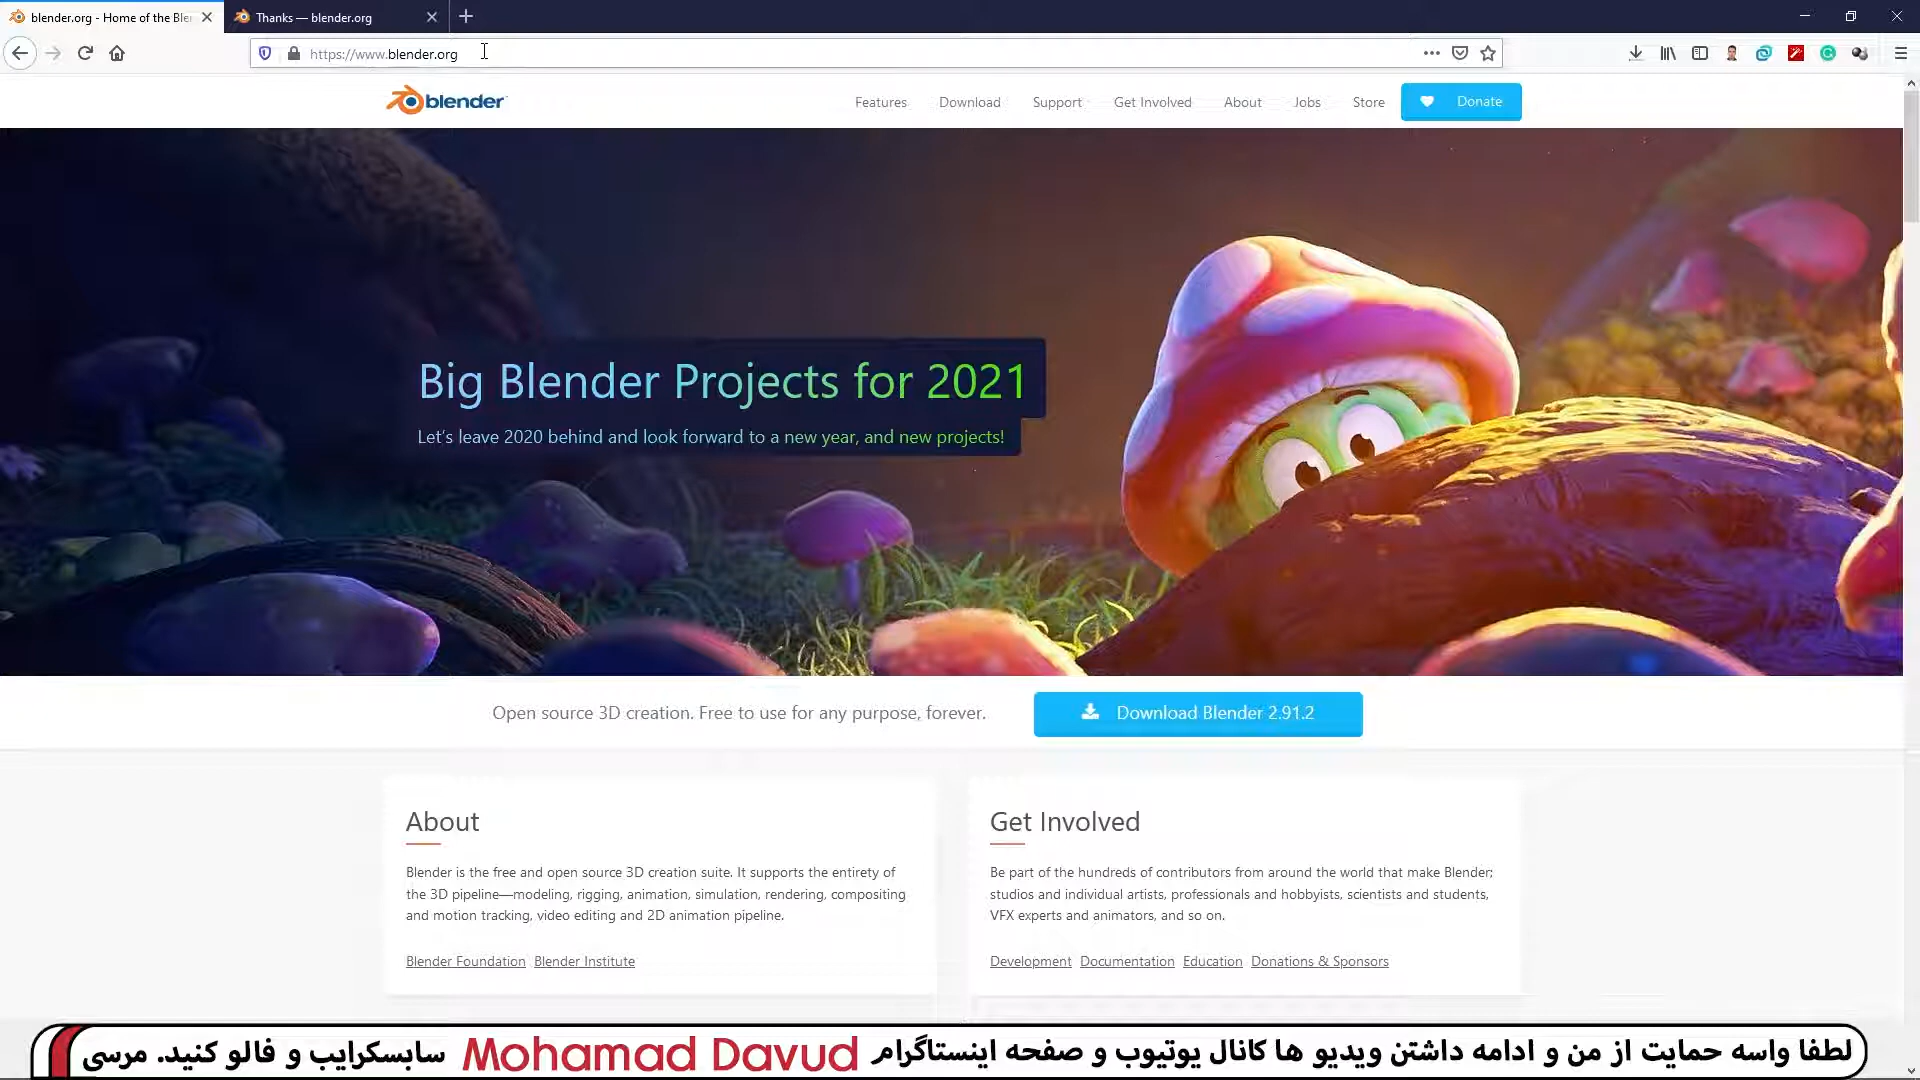 blender.org - Home of the Blen
Thanks — blender.org
https://www.blender.org
blender
Features
Download
Support
Get Involved
About
Jobs
Store
Donate
Big Blender Projects for 2021
Let's leave 2020 behind and look forward to a new year, and new projects!
Open source 3D creation. Free to use for any purpose, forever.
Download Blender 2.91.2
About
Blender is the free and open source 3D creation suite. It supports the entirety of
the 3D pipeline—modeling, rigging, animation, simulation, rendering, compositing
and motion tracking, video editing and 2D animation pipeline.
Blender Foundation Blender Institute
Get Involved
Be part of the hundreds of contributors from around the world that make Blender;
studios and individual artists, professionals and hobbyists, scientists and students,
VFX experts and animators, and so on.
Development Documentation Education Donations & Sponsors
لطفا واسه حمایت از من و ادامه داشتن ویدیو ها کانال یوتیوب و صفحه اینستاگرام Mohamad Davud سابسکرایب و فالو کنید. مرسی